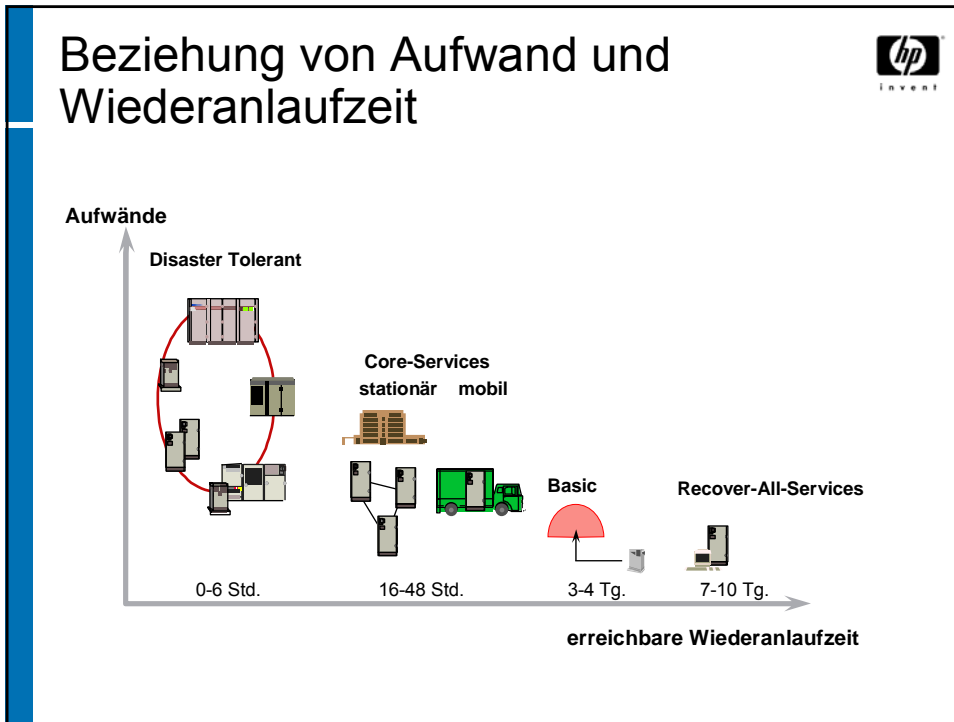 Beziehung von Aufwand und
Wiederanlaufzeit
hp
invent
Aufwände
Disaster Tolerant
Core-Services
stationär mobil
Basic
Recover-All-Services
0-6 Std.
16-48 Std.
3-4 Tg.
7-10 Tg.
erreichbare Wiederanlaufzeit